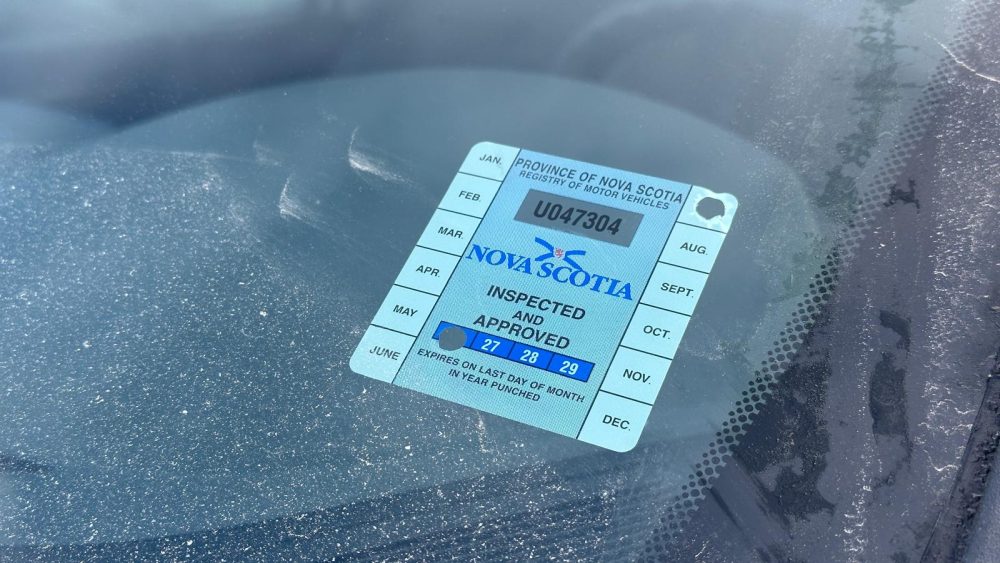 JAN.
FEB.
MAR.
APR.
MAY
JUNE
PROVINCE OF NOVA SCOTIA
REGISTRY OF MOTOR VEHICLES
U047304
NOVA SCOTIA
INSPECTED
AND
APPROVED
27 28 29
EXPIRES ON LAST DAY OF MONTH
IN YEAR PUNCHED
AUG.
SEPT.
OCT.
NOV.
DEC.